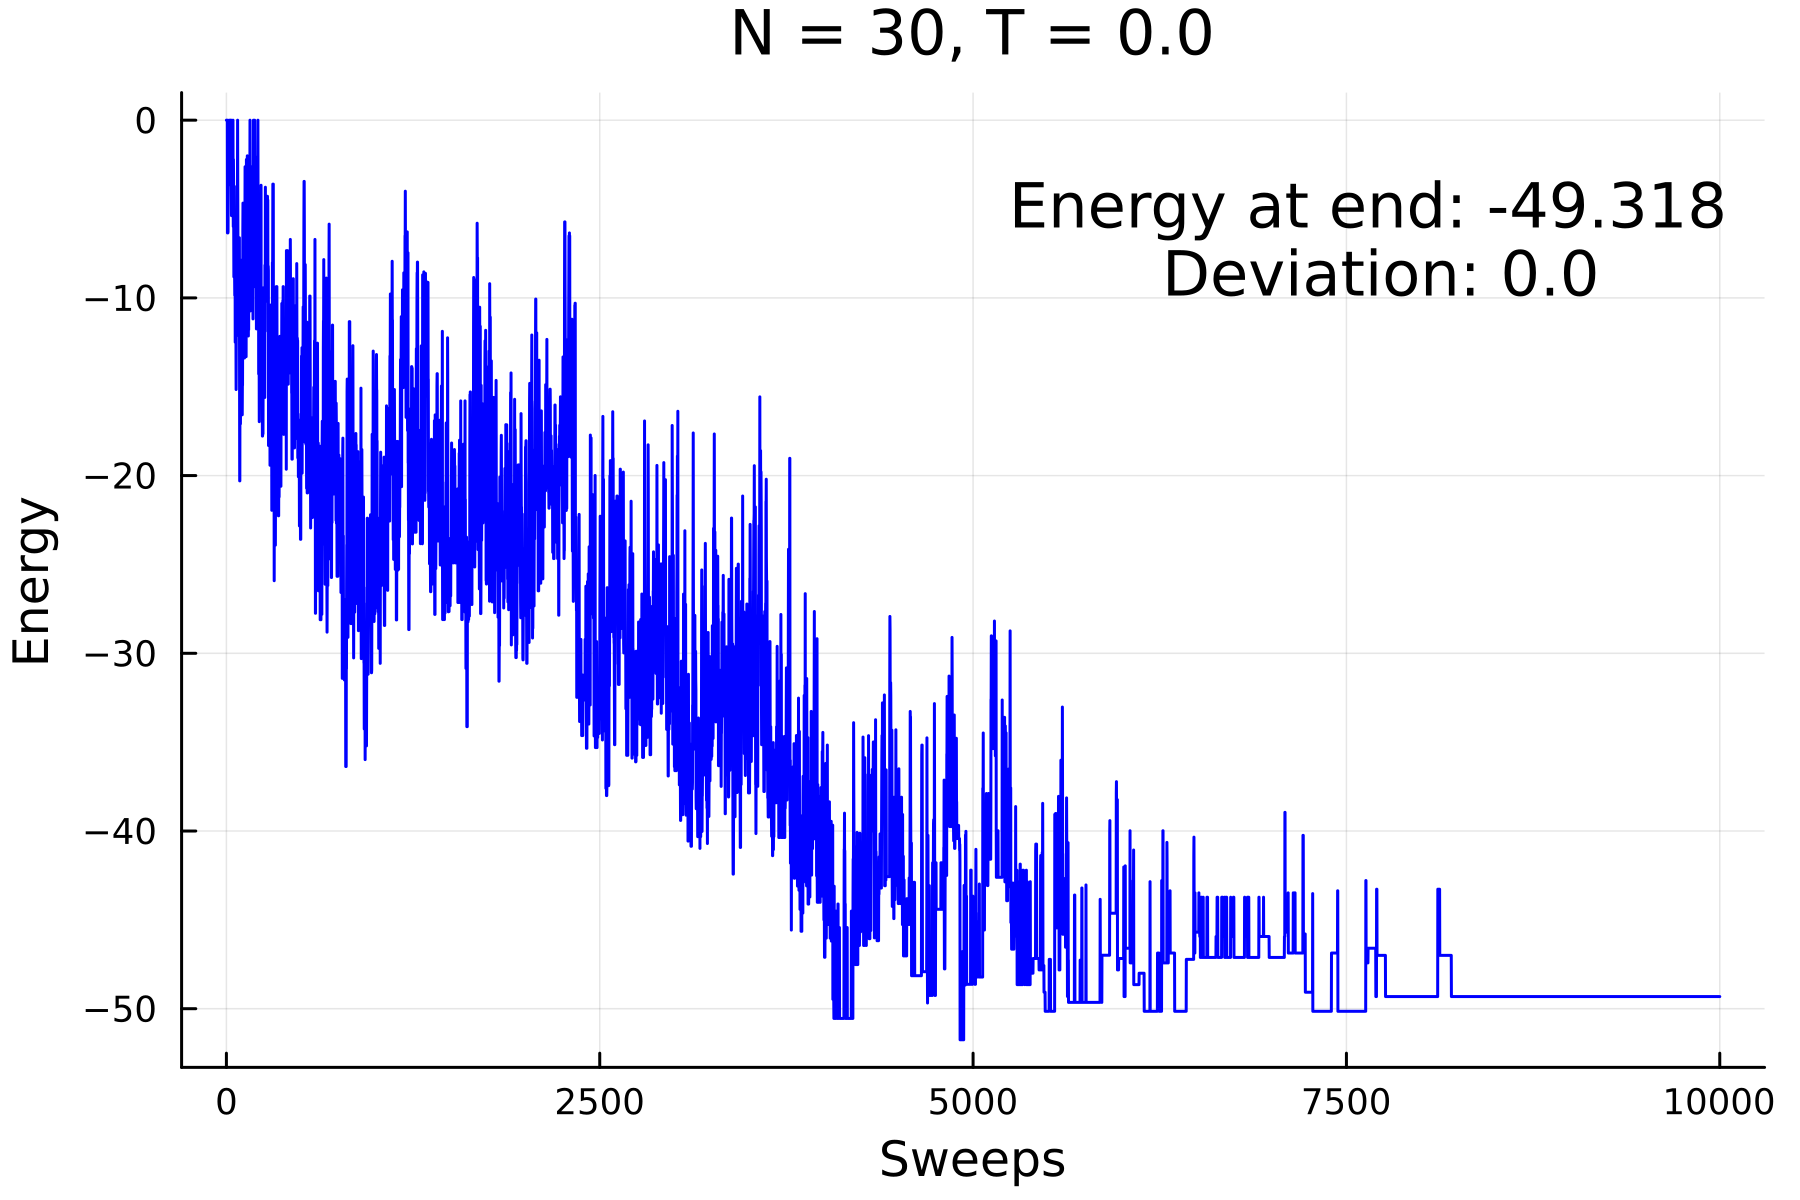 N = 30, T = 0.0
Energy at end: -49.318
Deviation: 0.0
Energy
0
−10
−20
−30
−40
−50
0 2500 5000 7500 10000
Sweeps